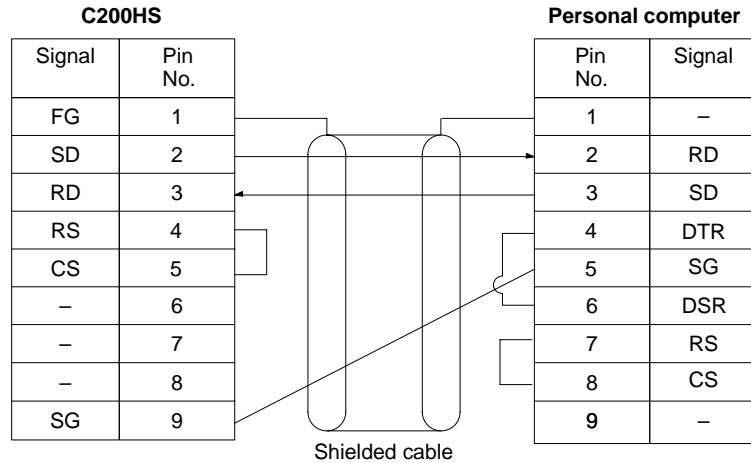 C200HS Personal computer
Signal Pin No. Pin No. Signal
FG 1 1 –
SD 2 2 RD
RD 3 3 SD
RS 4 4 DTR
CS 5 5 SG
– 6 6 DSR
– 7 7 RS
– 8 8 CS
SG 9 9 –
Shielded cable